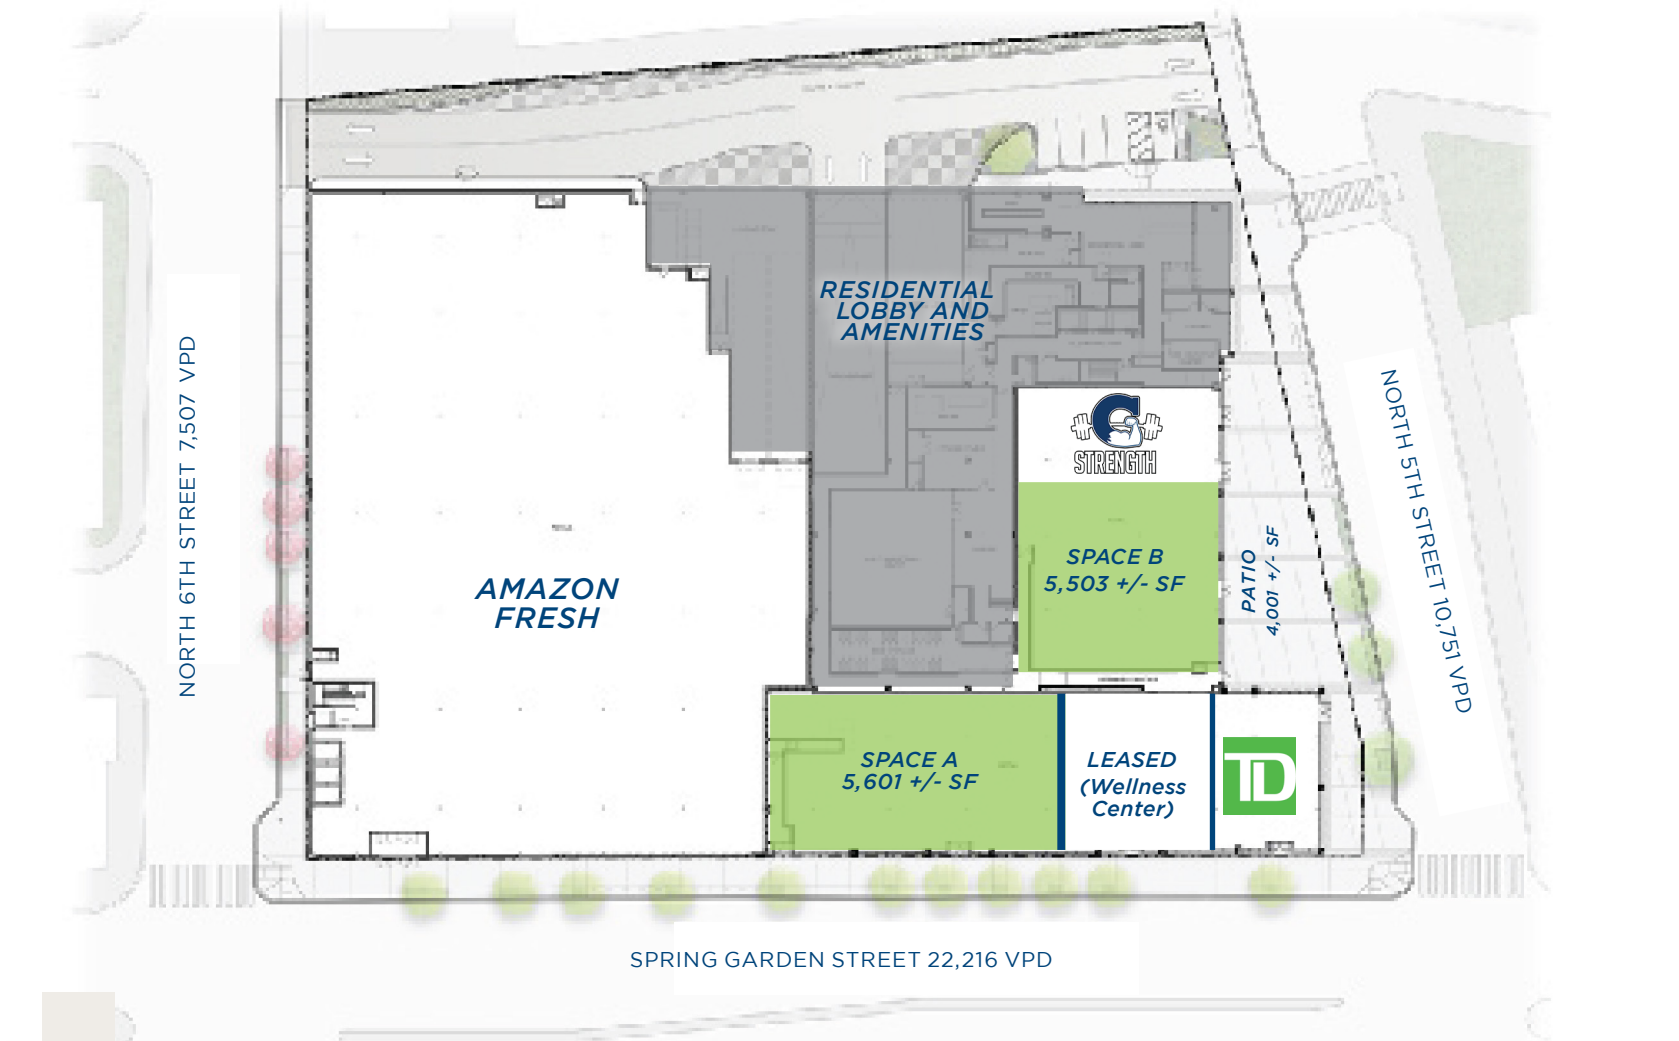 RESIDENTIAL
LOBBY AND
AMENITIES
NORTH 6TH STREET 7,507 VPD
AMAZON
FRESH
STRENGTH
SPACE B
5,503 +/- SF
PATIO
4,001 +/- SF
NORTH 5TH STREET 10,751 VPD
SPACE A
5,601 +/- SF
LEASED
(Wellness
Center)
TD
SPRING GARDEN STREET 22,216 VPD